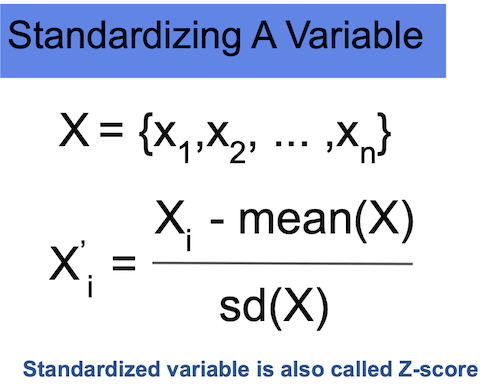 Standardizing A Variable
X = {x₁,x₂, ... ,xₙ}
X'ᵢ = (Xᵢ - mean(X)) / sd(X)
Standardized variable is also called Z-score